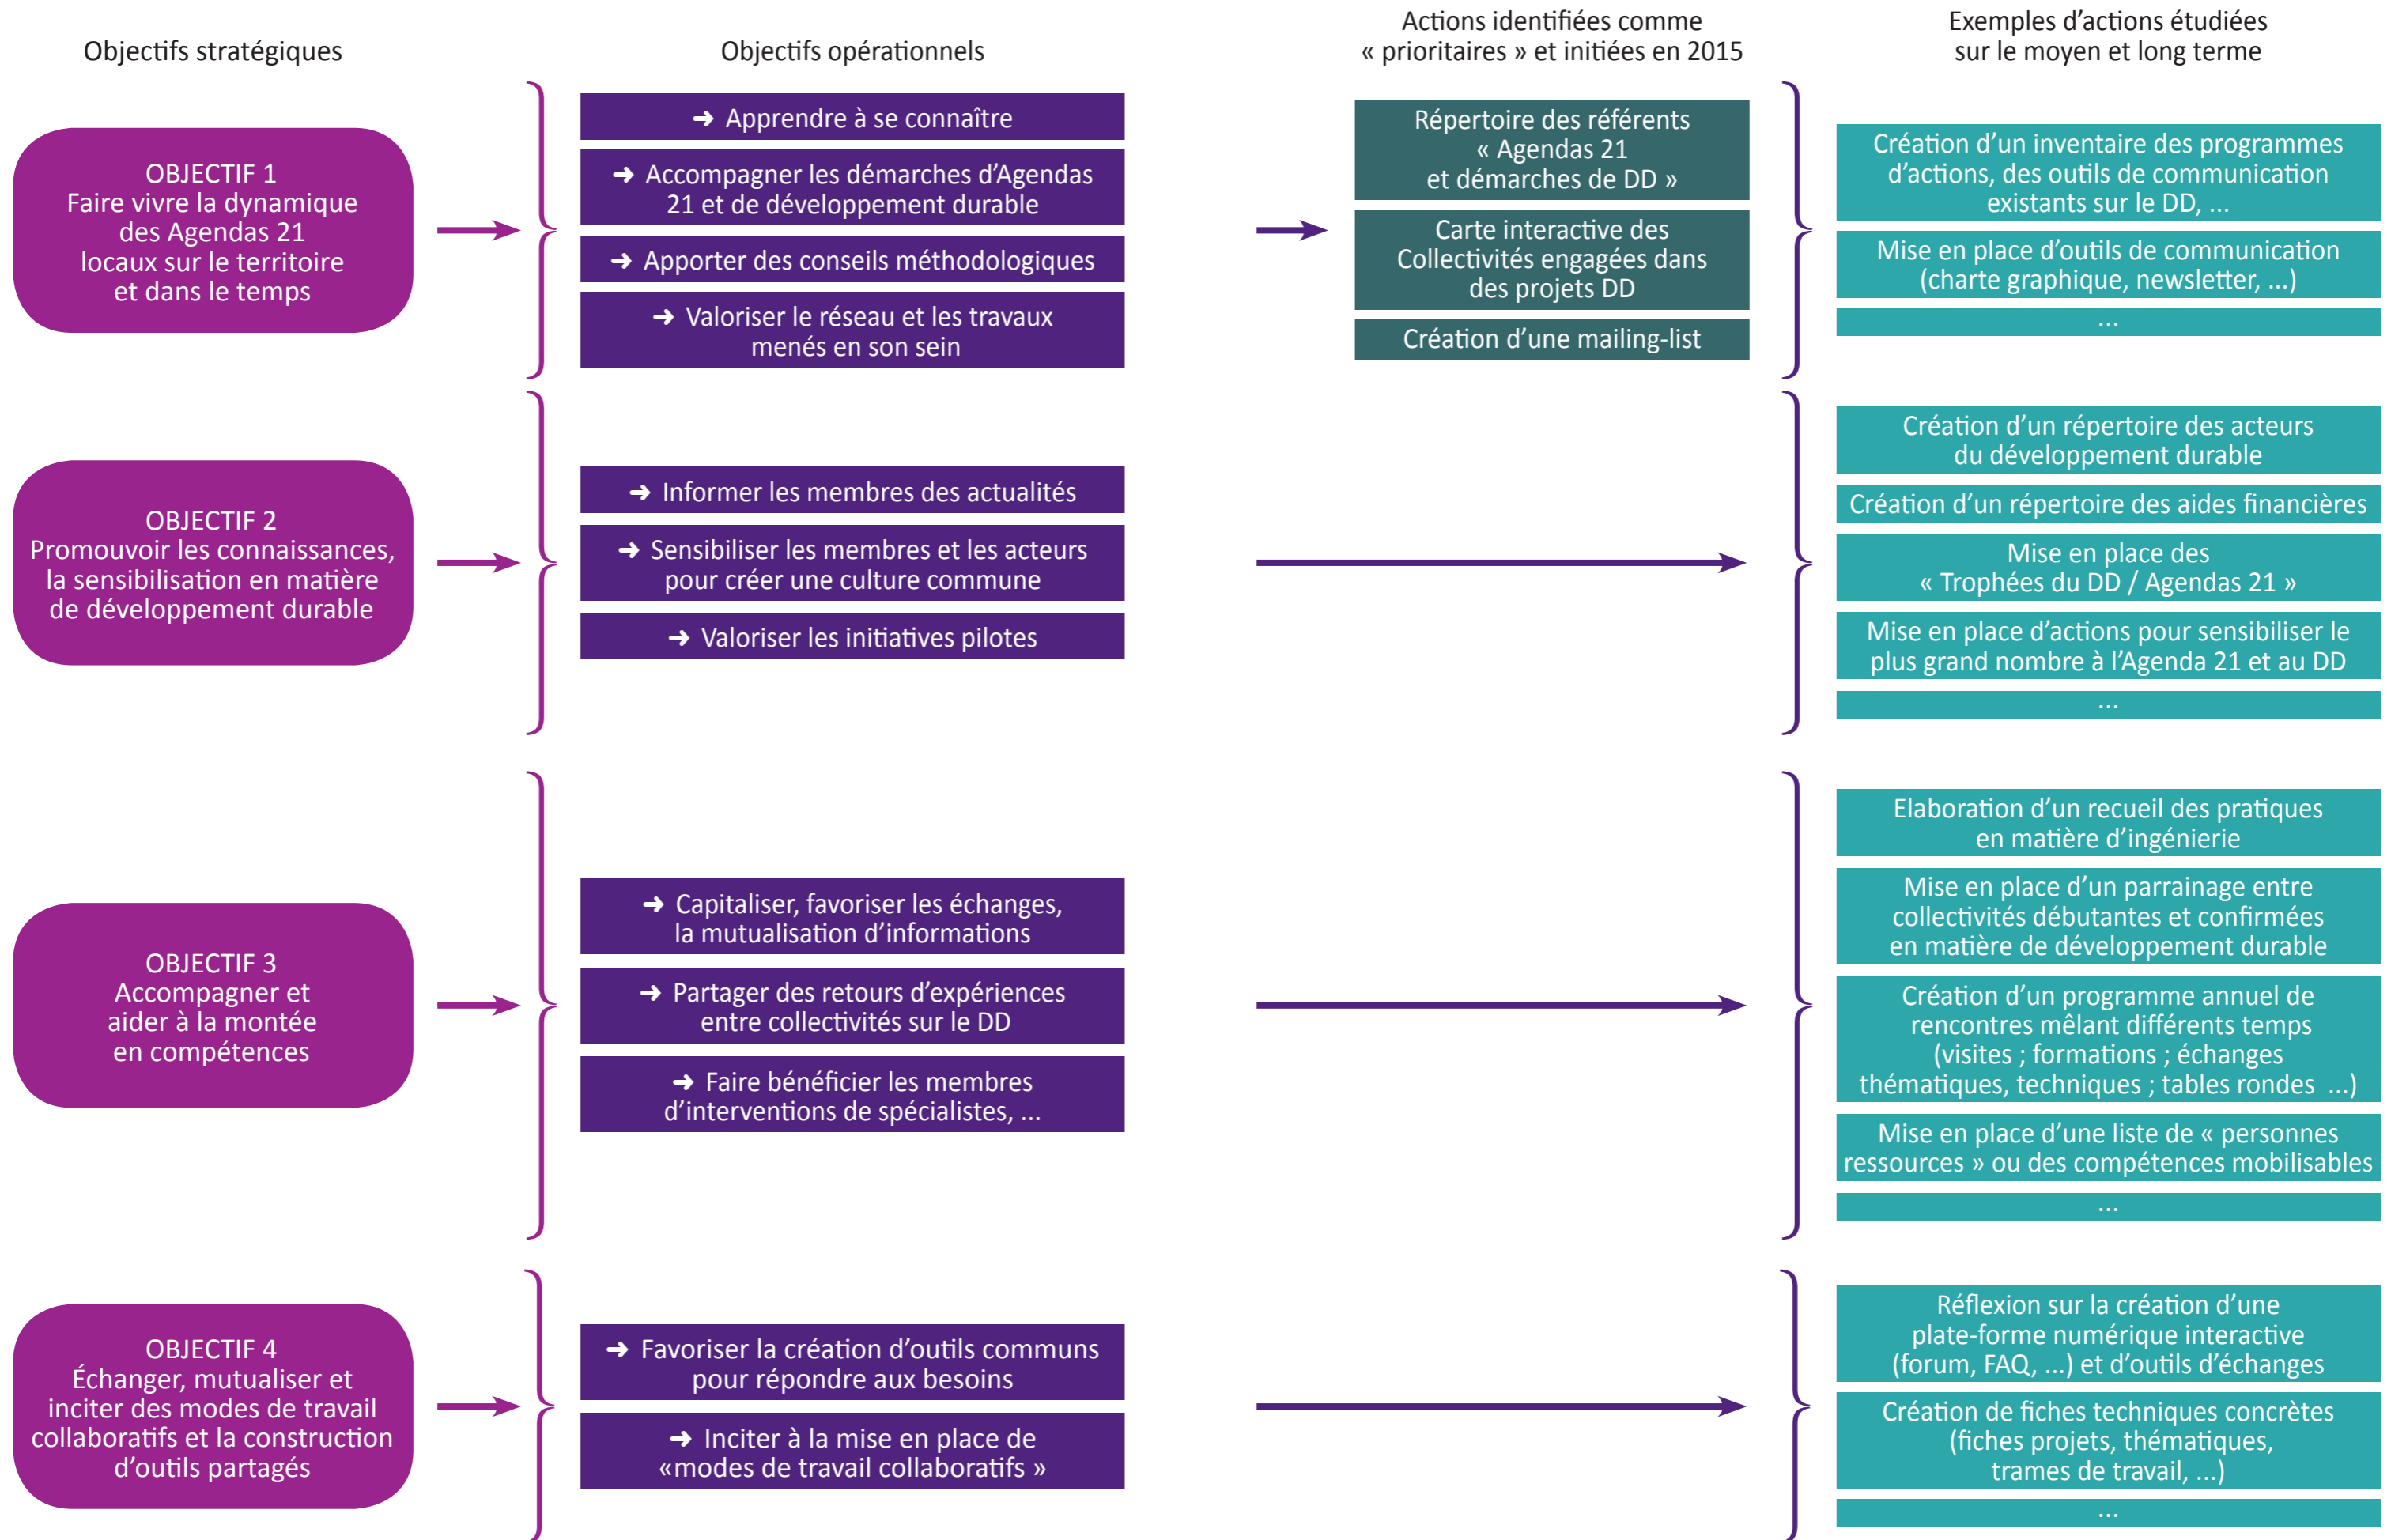 Objectifs stratégiques
Objectifs opérationnels
Actions identifiées comme
« prioritaires » et initiées en 2015
Exemples d’actions étudiées
sur le moyen et long terme
OBJECTIF 1
Faire vivre la dynamique
des Agendas 21
locaux sur le territoire
et dans le temps
➜ Apprendre à se connaître
➜ Accompagner les démarches d’Agendas
21 et de développement durable
➜ Apporter des conseils méthodologiques
➜ Valoriser le réseau et les travaux
menés en son sein
Répertoire des référents
« Agendas 21
et démarches de DD »
Carte interactive des
Collectivités engagées dans
des projets DD
Création d’une mailing-list
Création d’un inventaire des programmes
d’actions, des outils de communication
existants sur le DD, ...
Mise en place d’outils de communication
(charte graphique, newsletter, ...)
...
OBJECTIF 2
Promouvoir les connaissances,
la sensibilisation en matière
de développement durable
➜ Informer les membres des actualités
➜ Sensibiliser les membres et les acteurs
pour créer une culture commune
➜ Valoriser les initiatives pilotes
Création d’un répertoire des acteurs
du développement durable
Création d’un répertoire des aides financières
Mise en place des
« Trophées du DD / Agendas 21 »
Mise en place d’actions pour sensibiliser le
plus grand nombre à l’Agenda 21 et au DD
...
OBJECTIF 3
Accompagner et
aider à la montée
en compétences
➜ Capitaliser, favoriser les échanges,
la mutualisation d’informations
➜ Partager des retours d’expériences
entre collectivités sur le DD
➜ Faire bénéficier les membres
d’interventions de spécialistes, ...
Elaboration d’un recueil des pratiques
en matière d’ingénierie
Mise en place d’un parrainage entre
collectivités débutantes et confirmées
en matière de développement durable
Création d’un programme annuel de
rencontres mêlant différents temps
(visites ; formations ; échanges
thématiques, techniques ; tables rondes ...)
Mise en place d’une liste de « personnes
ressources » ou des compétences mobilisables
...
OBJECTIF 4
Échanger, mutualiser et
inciter des modes de travail
collaboratifs et la construction
d’outils partagés
➜ Favoriser la création d’outils communs
pour répondre aux besoins
➜ Inciter à la mise en place de
«modes de travail collaboratifs »
Réflexion sur la création d’une
plate-forme numérique interactive
(forum, FAQ, ...) et d’outils d’échanges
Création de fiches techniques concrètes
(fiches projets, thématiques,
trames de travail, ...)
...